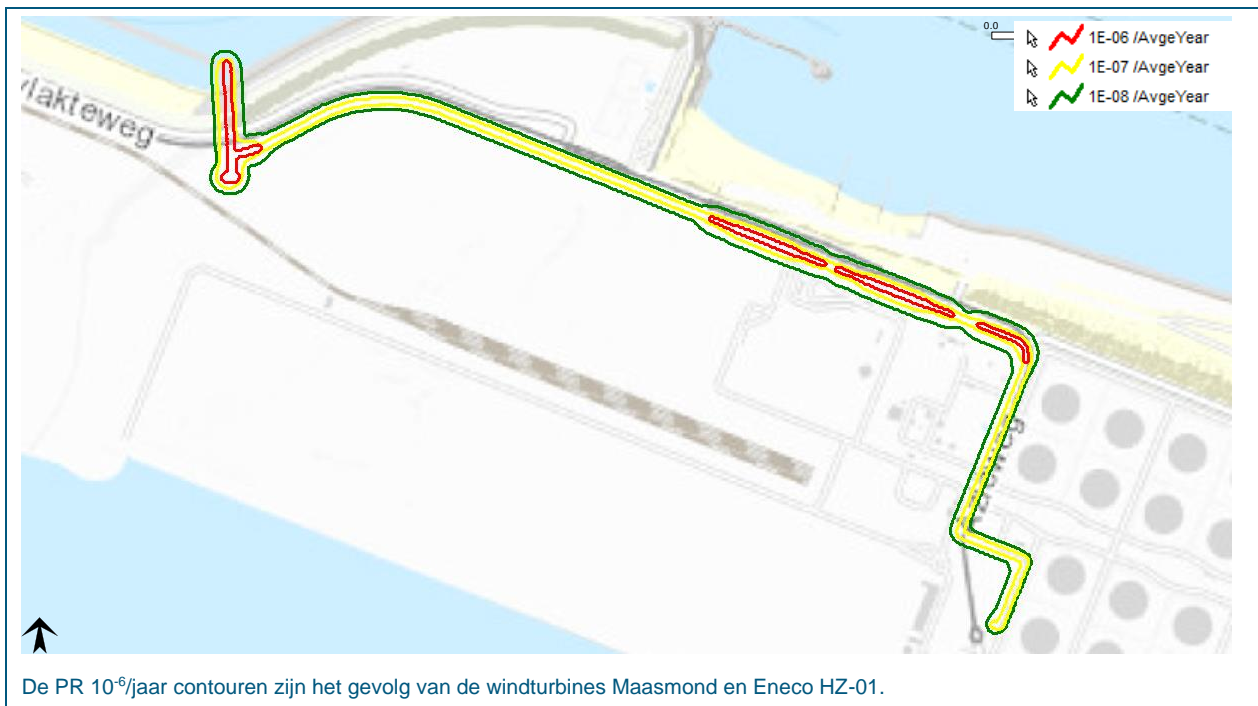 0.0
1E-06 /AvgeYear
1E-07 /AvgeYear
1E-08 /AvgeYear
vlakteweg
De PR 10⁻⁶/jaar contouren zijn het gevolg van de windturbines Maasmond en Eneco HZ-01.